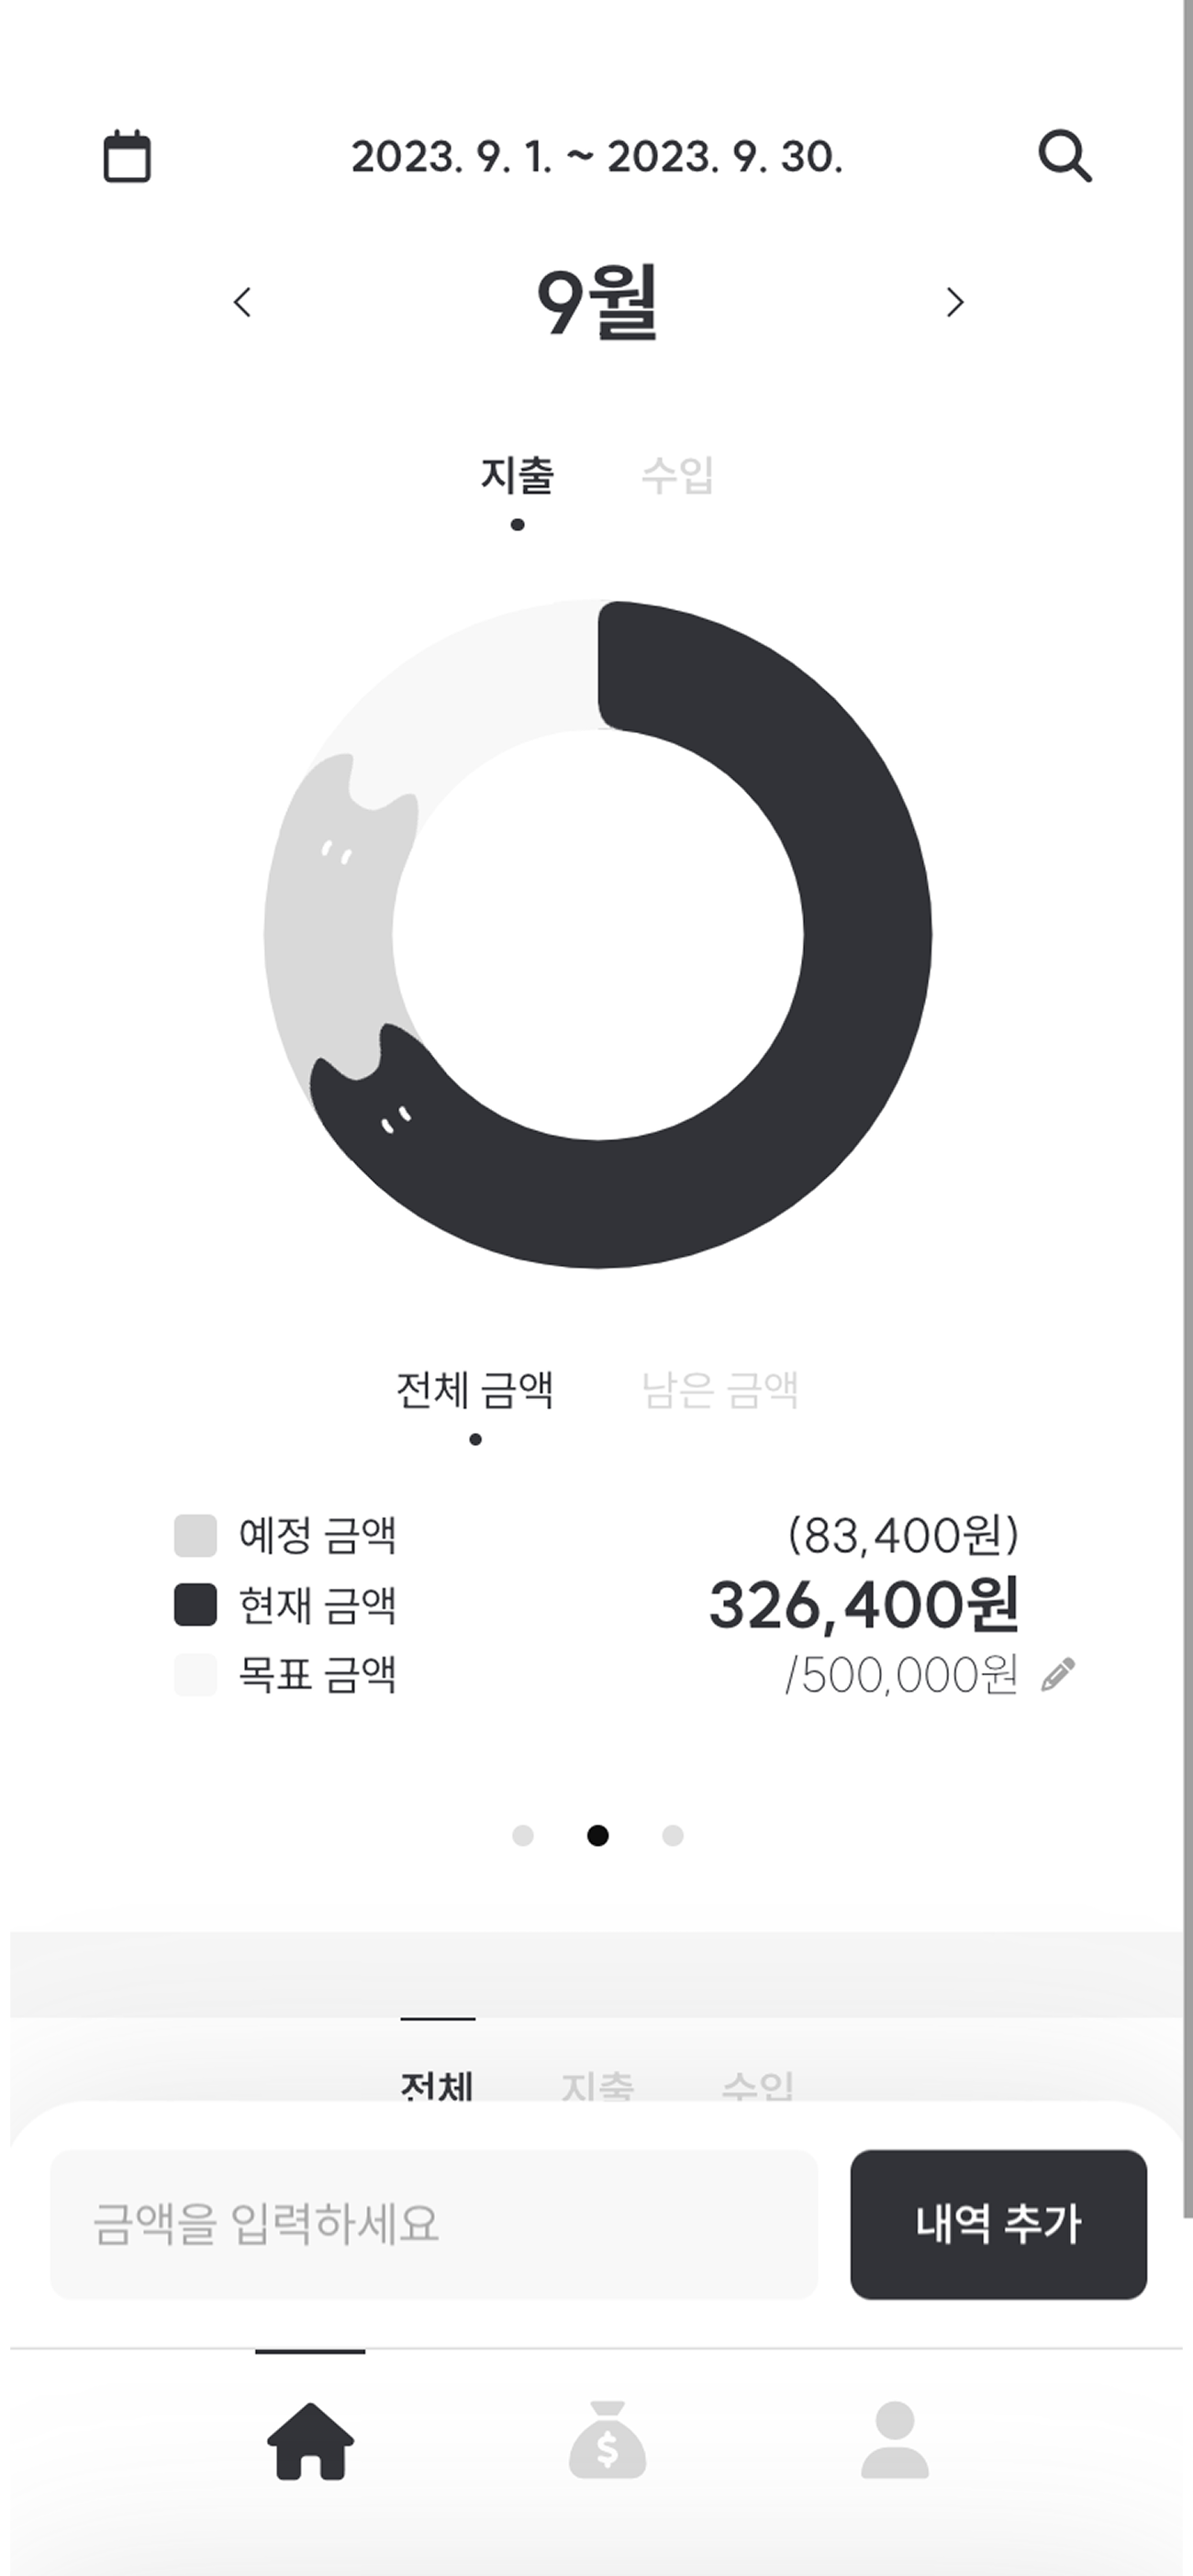 2023. 9. 1. ~ 2023. 9. 30.
9월
지출 수입
전체 금액 남은 금액
예정 금액 (83,400원)
현재 금액 326,400원
목표 금액 /500,000원
전체 지출 수입
금액을 입력하세요 내역 추가
$